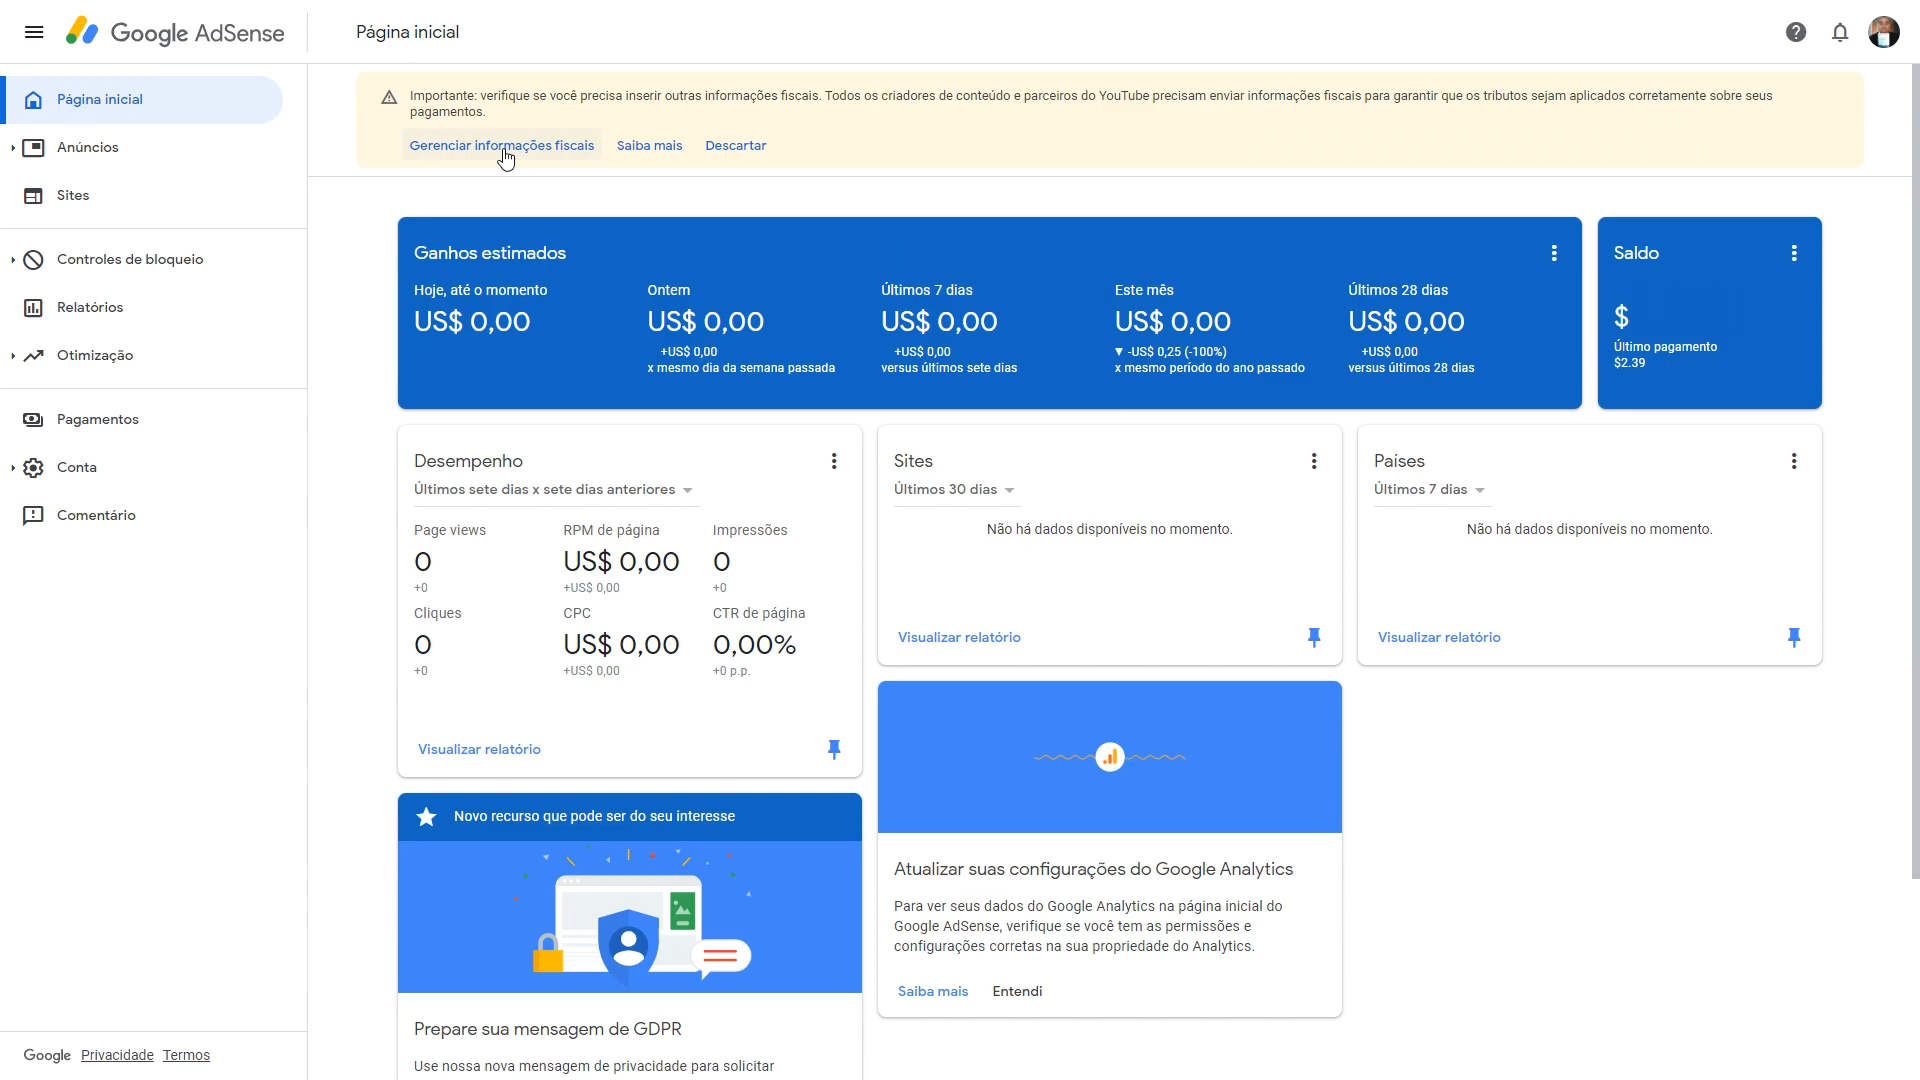 Google AdSense
Página inicial
Importante: verifique se você precisa inserir outras informações fiscais. Todos os criadores de conteúdo e parceiros do YouTube precisam enviar informações fiscais para garantir que os tributos sejam aplicados corretamente sobre seus
pagamentos.
Gerenciar informações fiscais Saiba mais Descartar
Página inicial
Anúncios
Sites
Controles de bloqueio
Relatórios
Otimização
Pagamentos
Conta
Comentário
Google Privacidade Termos
Ganhos estimados
Hoje, até o momento
US$ 0,00
Ontem
US$ 0,00
+US$ 0,00
x mesmo dia da semana passada
Últimos 7 dias
US$ 0,00
+US$ 0,00
versus últimos sete dias
Este mês
US$ 0,00
▼ -US$ 0,25 (-100%)
x mesmo período do ano passado
Últimos 28 dias
US$ 0,00
+US$ 0,00
versus últimos 28 dias
Saldo
$
Último pagamento
$2.39
Desempenho
Últimos sete dias x sete dias anteriores
Page views
0
+0
RPM de página
US$ 0,00
+US$ 0,00
Impressões
0
+0
Cliques
0
+0
CPC
US$ 0,00
+US$ 0,00
CTR de página
0,00%
+0 p.p.
Visualizar relatório
Sites
Últimos 30 dias
Não há dados disponíveis no momento.
Visualizar relatório
Países
Últimos 7 dias
Não há dados disponíveis no momento.
Visualizar relatório
Novo recurso que pode ser do seu interesse
Prepare sua mensagem de GDPR
Use nossa nova mensagem de privacidade para solicitar
Atualizar suas configurações do Google Analytics
Para ver seus dados do Google Analytics na página inicial do
Google AdSense, verifique se você tem as permissões e
configurações corretas na sua propriedade do Analytics.
Saiba mais Entendi